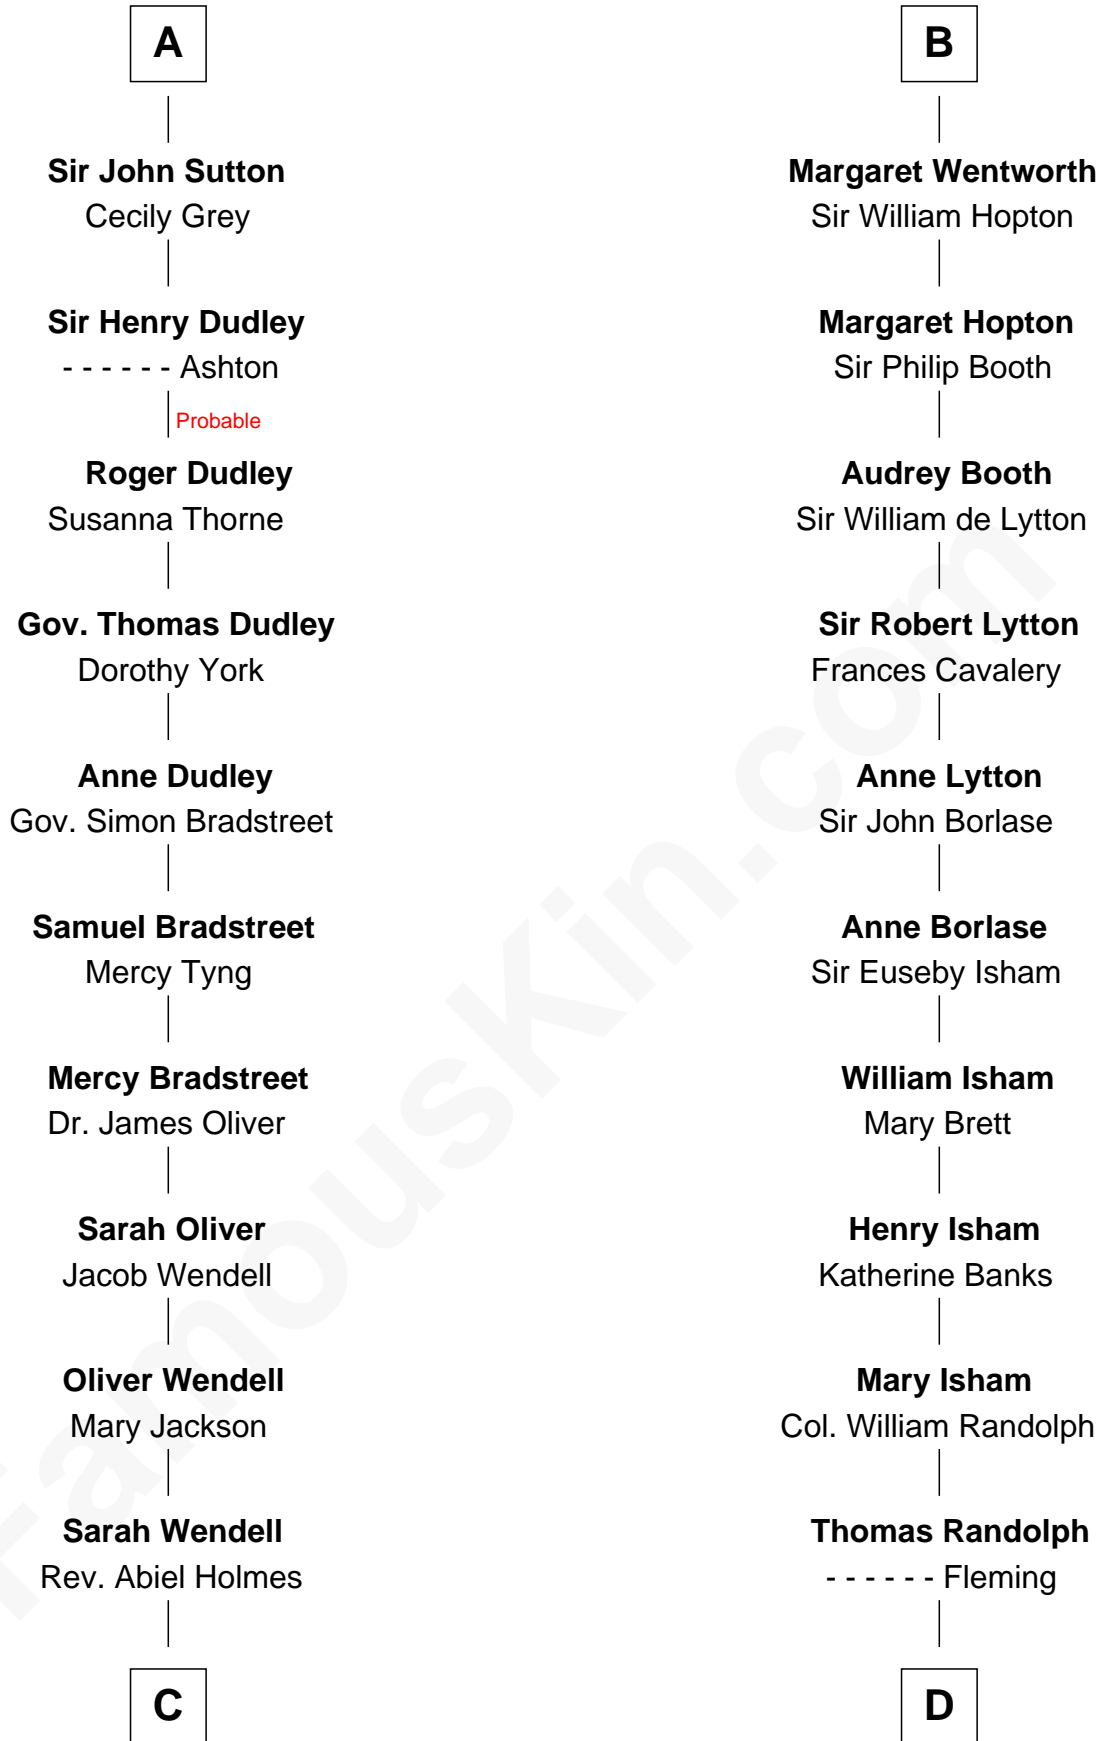 A
Sir John Sutton
Cecily Grey
Sir Henry Dudley
- - - - - - Ashton
Probable
Roger Dudley
Susanna Thorne
Gov. Thomas Dudley
Dorothy York
Anne Dudley
Gov. Simon Bradstreet
Samuel Bradstreet
Mercy Tyng
Mercy Bradstreet
Dr. James Oliver
Sarah Oliver
Jacob Wendell
Oliver Wendell
Mary Jackson
Sarah Wendell
Rev. Abiel Holmes
C
B
Margaret Wentworth
Sir William Hopton
Margaret Hopton
Sir Philip Booth
Audrey Booth
Sir William de Lytton
Sir Robert Lytton
Frances Cavalery
Anne Lytton
Sir John Borlase
Anne Borlase
Sir Euseby Isham
William Isham
Mary Brett
Henry Isham
Katherine Banks
Mary Isham
Col. William Randolph
Thomas Randolph
- - - - - - Fleming
D
FamousKin.com